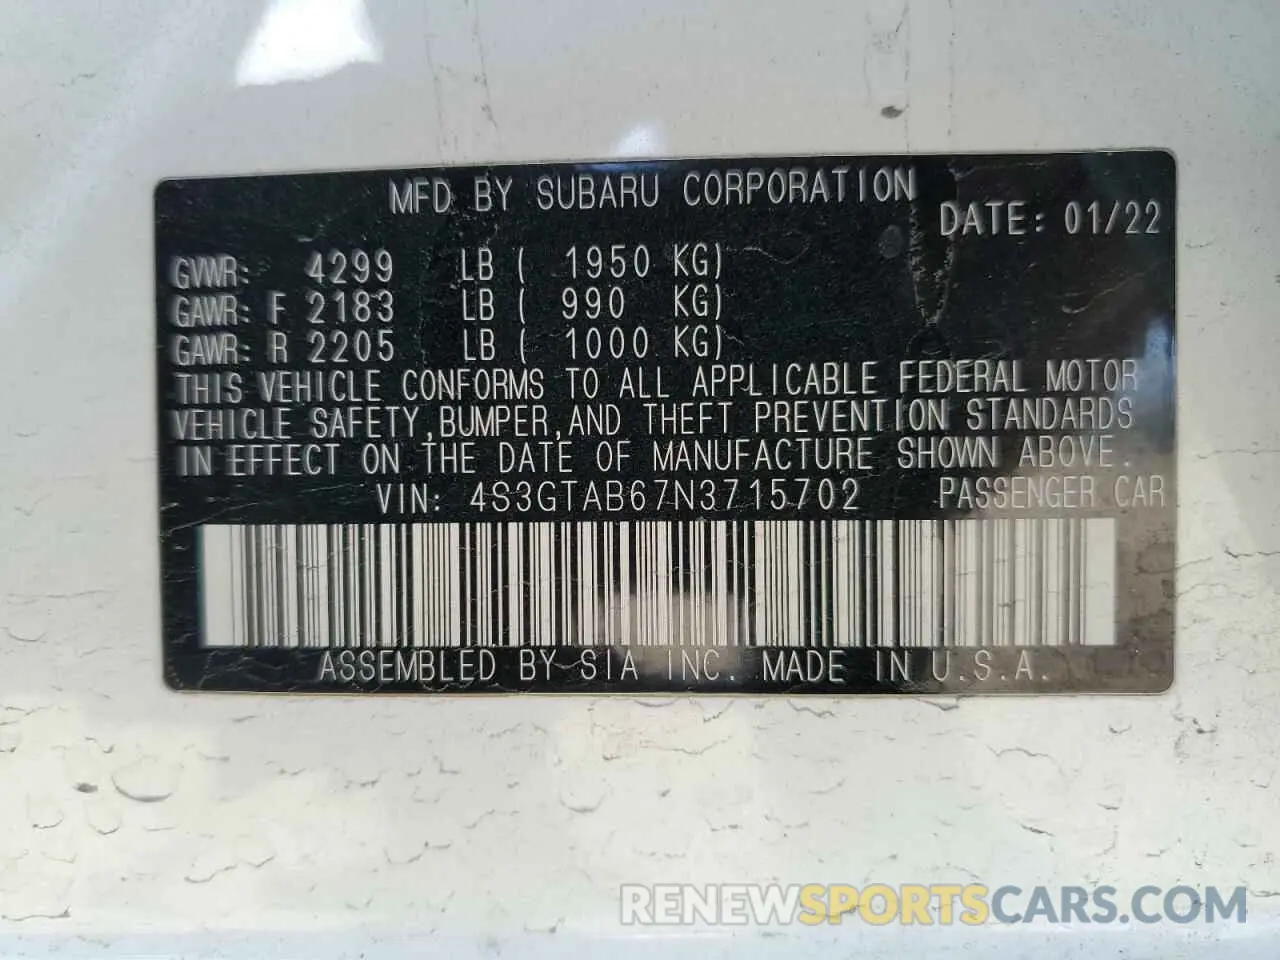 MFD BY SUBARU CORPORATION
DATE: 01/22
GVWR: 4299 LB ( 1950 KG)
GAWR: F 2183 LB ( 990 KG)
GAWR: R 2205 LB ( 1000 KG)
THIS VEHICLE CONFORMS TO ALL APPLICABLE FEDERAL MOTOR
VEHICLE SAFETY,BUMPER,AND THEFT PREVENTION STANDARDS
IN EFFECT ON THE DATE OF MANUFACTURE SHOWN ABOVE.
VIN: 4S3GTAB67N3715702 PASSENGER CAR
ASSEMBLED BY SIA INC. MADE IN U.S.A.
RENEWSPORTSCARS.COM